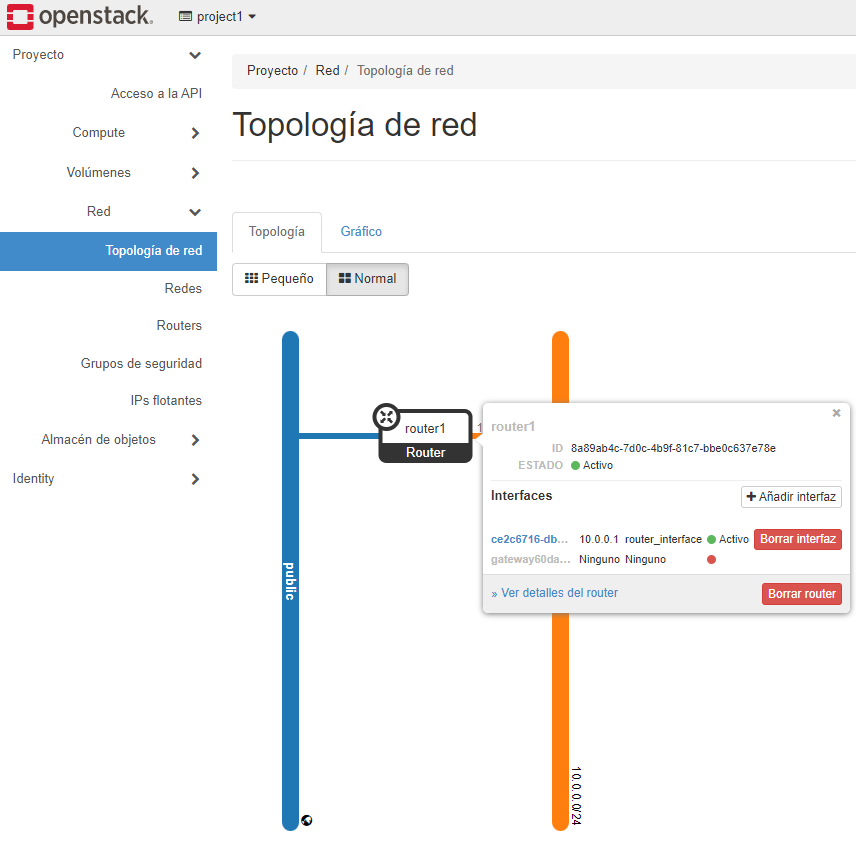 openstack.
project1
Proyecto
Acceso a la API
Compute
Volúmenes
Red
Topología de red
Redes
Routers
Grupos de seguridad
IPs flotantes
Almacén de objetos
Identity
Proyecto / Red / Topología de red
Topología de red
Topología Gráfico
Pequeño Normal
public
router1
Router
1
router1
ID 8a89ab4c-7d0c-4b9f-81c7-bbe0c637e78e
ESTADO Activo
Interfaces Añadir interfaz
ce2c6716-db... 10.0.0.1 router_interface Activo Borrar interfaz
gateway60da... Ninguno Ninguno
» Ver detalles del router Borrar router
10.0.0.0/24